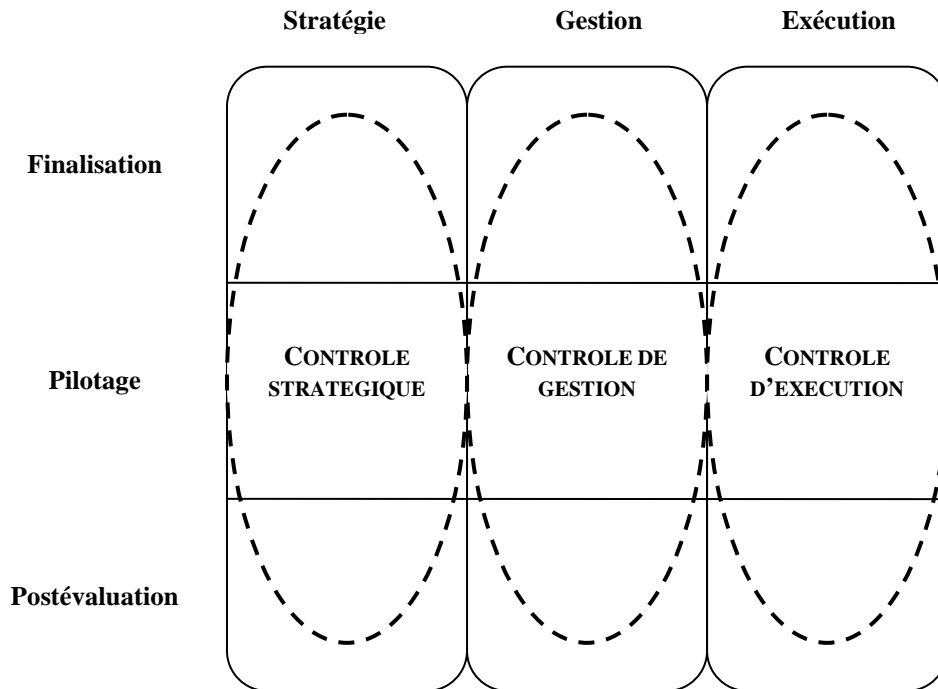 Stratégie Gestion Exécution
Finalisation
Pilotage
CONTROLE STRATEGIQUE
CONTROLE DE GESTION
CONTROLE D’EXECUTION
Postévaluation